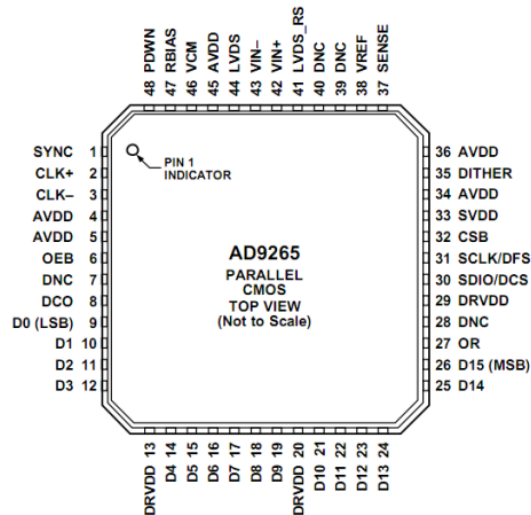 48 PDWN
47 RBIAS
46 VCM
45 AVDD
44 LVDS
43 VIN–
42 VIN+
41 LVDS_RS
40 DNC
39 DNC
38 VREF
37 SENSE
SYNC 1
CLK+ 2
CLK– 3
AVDD 4
AVDD 5
OEB 6
DNC 7
DCO 8
D0 (LSB) 9
D1 10
D2 11
D3 12
PIN 1
INDICATOR
AD9265
PARALLEL
CMOS
TOP VIEW
(Not to Scale)
36 AVDD
35 DITHER
34 AVDD
33 SVDD
32 CSB
31 SCLK/DFS
30 SDIO/DCS
29 DRVDD
28 DNC
27 OR
26 D15 (MSB)
25 D14
DRVDD 13
D4 14
D5 15
D6 16
D7 17
D8 18
D9 19
DRVDD 20
D10 21
D11 22
D12 23
D13 24